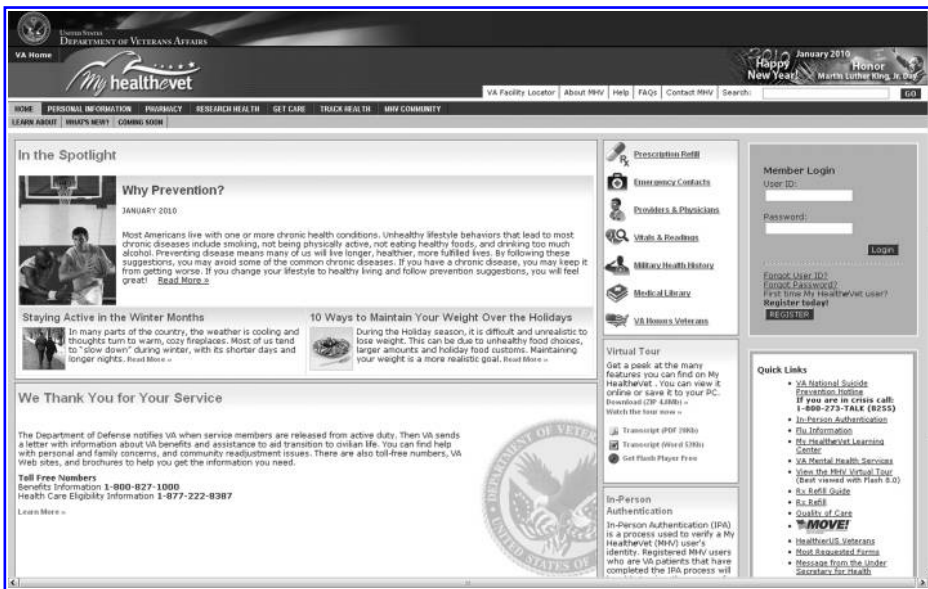 UNITED STATES
DEPARTMENT OF VETERANS AFFAIRS
VA Home
My healthevet
Happy New Year!
2010
January 2010
Honor
Martin Luther King, Jr. Day
VA Facility Locator About MHV Help FAQs Contact MHV Search: GO
HOME PERSONAL INFORMATION PHARMACY RESEARCH HEALTH GET CARE TRACK HEALTH MHV COMMUNITY
LEARN ABOUT WHAT'S NEW? COMING SOON
In the Spotlight
Why Prevention?
JANUARY 2010
Most Americans live with one or more chronic health conditions. Unhealthy lifestyle behaviors that lead to most
chronic diseases include smoking, not being physically active, not eating healthy foods, and drinking too much
alcohol. Preventing disease means many of us will live longer, healthier, more fulfilled lives. By following these
suggestions, you may avoid some of the common chronic diseases. If you have a chronic disease, you may keep it
from getting worse. If you change your lifestyle to healthy living and follow prevention suggestions, you will feel
great! Read More »
Staying Active in the Winter Months
In many parts of the country, the weather is cooling and
thoughts turn to warm, cozy fireplaces. Most of us tend
to "slow down" during winter, with its shorter days and
longer nights. Read More »
10 Ways to Maintain Your Weight Over the Holidays
During the Holiday season, it is difficult and unrealistic to
lose weight. This can be due to unhealthy food choices,
larger amounts and holiday food customs. Maintaining
your weight is a more realistic goal. Read More »
We Thank You for Your Service
The Department of Defense notifies VA when service members are released from active duty. Then VA sends
a letter with information about VA benefits and assistance to aid transition to civilian life. You can find help
with personal and family concerns, and community readjustment issues. There are also toll-free numbers, VA
Web sites, and brochures to help you get the information you need.
Toll Free Numbers
Benefits Information 1-800-827-1000
Health Care Eligibility Information 1-877-222-8387
Learn More »
Prescription Refill
Emergency Contacts
Providers & Physicians
Vitals & Readings
Military Health History
Medical Library
VA Honors Veterans
Virtual Tour
Get a peek at the many
features you can find on My
HealtheVet . You can view it
online or save it to your PC.
Download (ZIP 4.8Mb) »
Watch the tour now »
Transcript (PDF 28Kb)
Transcript (Word 53Kb)
Get Flash Player Free
In-Person
Authentication
In-Person Authentication (IPA)
is a process used to verify a My
HealtheVet (MHV) user's
identity. Registered MHV users
who are VA patients that have
completed the IPA process will
Member Login
User ID:
Password:
Login
Forgot User ID?
Forgot Password?
First time My HealtheVet user?
Register today!
REGISTER
Quick Links
VA National Suicide
Prevention Hotline
If you are in crisis call:
1-800-273-TALK (8255)
In-Person Authentication
Flu Information
My HealtheVet Learning
Center
VA Mental Health Services
View the MHV Virtual Tour
(Best viewed with Flash 8.0)
Rx Refill Guide
Rx Refill
Quality of Care
MOVE!
HealthierUS Veterans
Most Requested Forms
Message from the Under
Secretary for Health